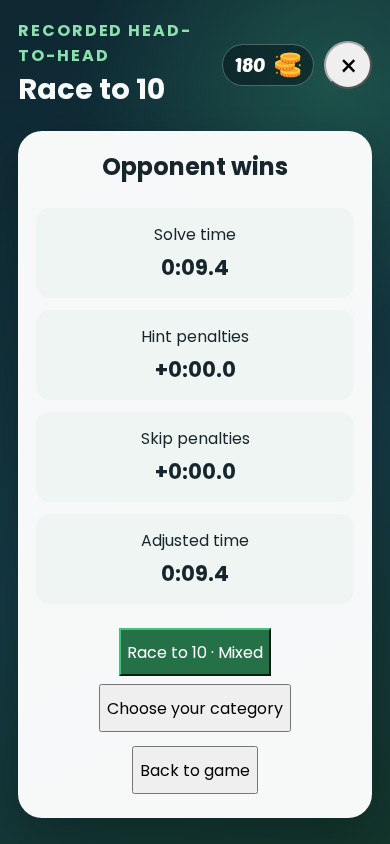 RECORDED HEAD-
TO-HEAD
Race to 10
180
×
Opponent wins
Solve time
0:09.4
Hint penalties
+0:00.0
Skip penalties
+0:00.0
Adjusted time
0:09.4
Race to 10 · Mixed
Choose your category
Back to game